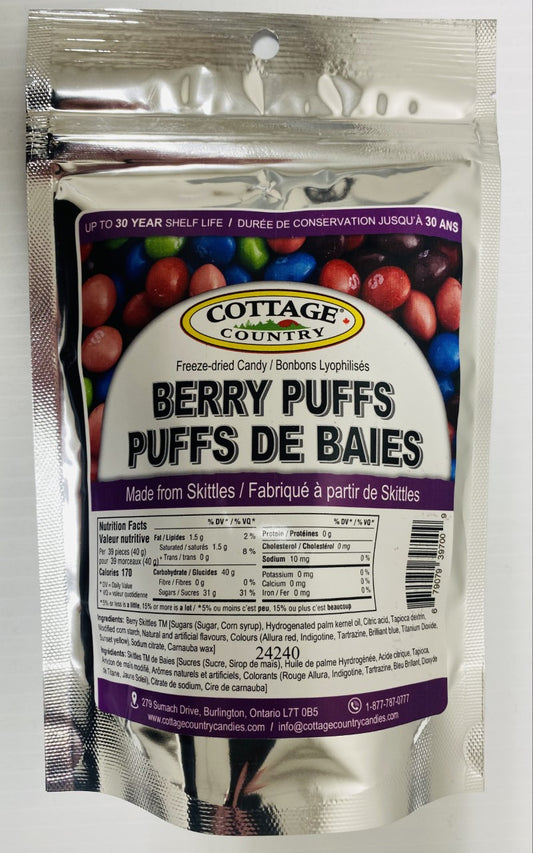 UP TO 30 YEAR SHELF LIFE / DURÉE DE CONSERVATION JUSQU'À 30 ANS
COTTAGE®
COUNTRY
Freeze-dried Candy / Bonbons Lyophilisés
BERRY PUFFS
PUFFS DE BAIES
Made from Skittles / Fabriqué à partir de Skittles
Nutrition Facts
Valeur nutritive
Per 39 pieces (40 g)
pour 39 morceaux (40 g)
Calories 170
* DV = Daily Value
* VQ = valeur quotidienne
% DV* / % VQ*
Fat / Lipides 1.5 g 2 %
Saturated / saturés 1.5 g
+ Trans / trans 0 g 8 %
Carbohydrate / Glucides 40 g
Fibre / Fibres 0 g 0 %
Sugars / Sucres 31 g 31 %
% DV* / % VQ*
Protein / Protéines 0 g
Cholesterol / Cholestérol 0 mg
Sodium 10 mg 0 %
Potassium 0 mg 0 %
Calcium 0 mg 0 %
Iron / Fer 0 mg 0 %
*5% or less is a little, 15% or more is a lot / *5% ou moins c'est peu, 15% ou plus c'est beaucoup
6 79079 39700 9
Ingredients: Berry Skittles TM [Sugars (Sugar, Corn syrup), Hydrogenated palm kernel oil, Citric acid, Tapioca dextrin,
Modified corn starch, Natural and artificial flavours, Colours (Allura red, Indigotine, Tartrazine, Brilliant blue, Titanium Dioxide,
Sunset yellow), Sodium citrate, Carnauba wax]
24240
Ingrédients: Skittles TM de Baies [Sucres (Sucre, Sirop de maïs), Huile de palme Hydrogénée, Acide citrique, Tapioca,
Amidon de maïs modifié, Arômes naturels et artificiels, Colorants (Rouge Allura, Indigotine, Tartrazine, Bleu Brillant, Dioxyde
de Titane, Jaune Soleil), Citrate de sodium, Cire de carnauba]
279 Sumach Drive, Burlington, Ontario L7T 0B5
1-877-787-0777
www.cottagecountrycandies.com / info@cottagecountrycandies.com